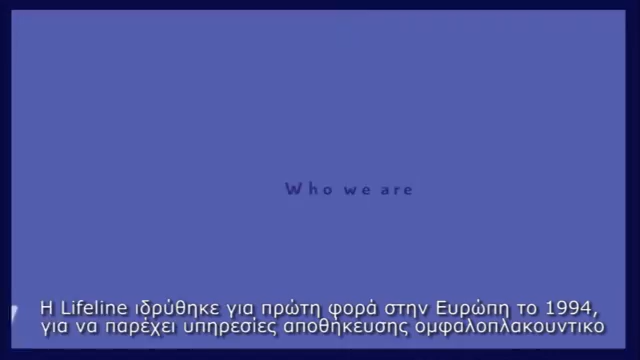 Who we are
Η Lifeline ιδρύθηκε για πρώτη φορά στην Ευρώπη το 1994,
για να παρέχει υπηρεσίες αποθήκευσης ομφαλοπλακουντικο